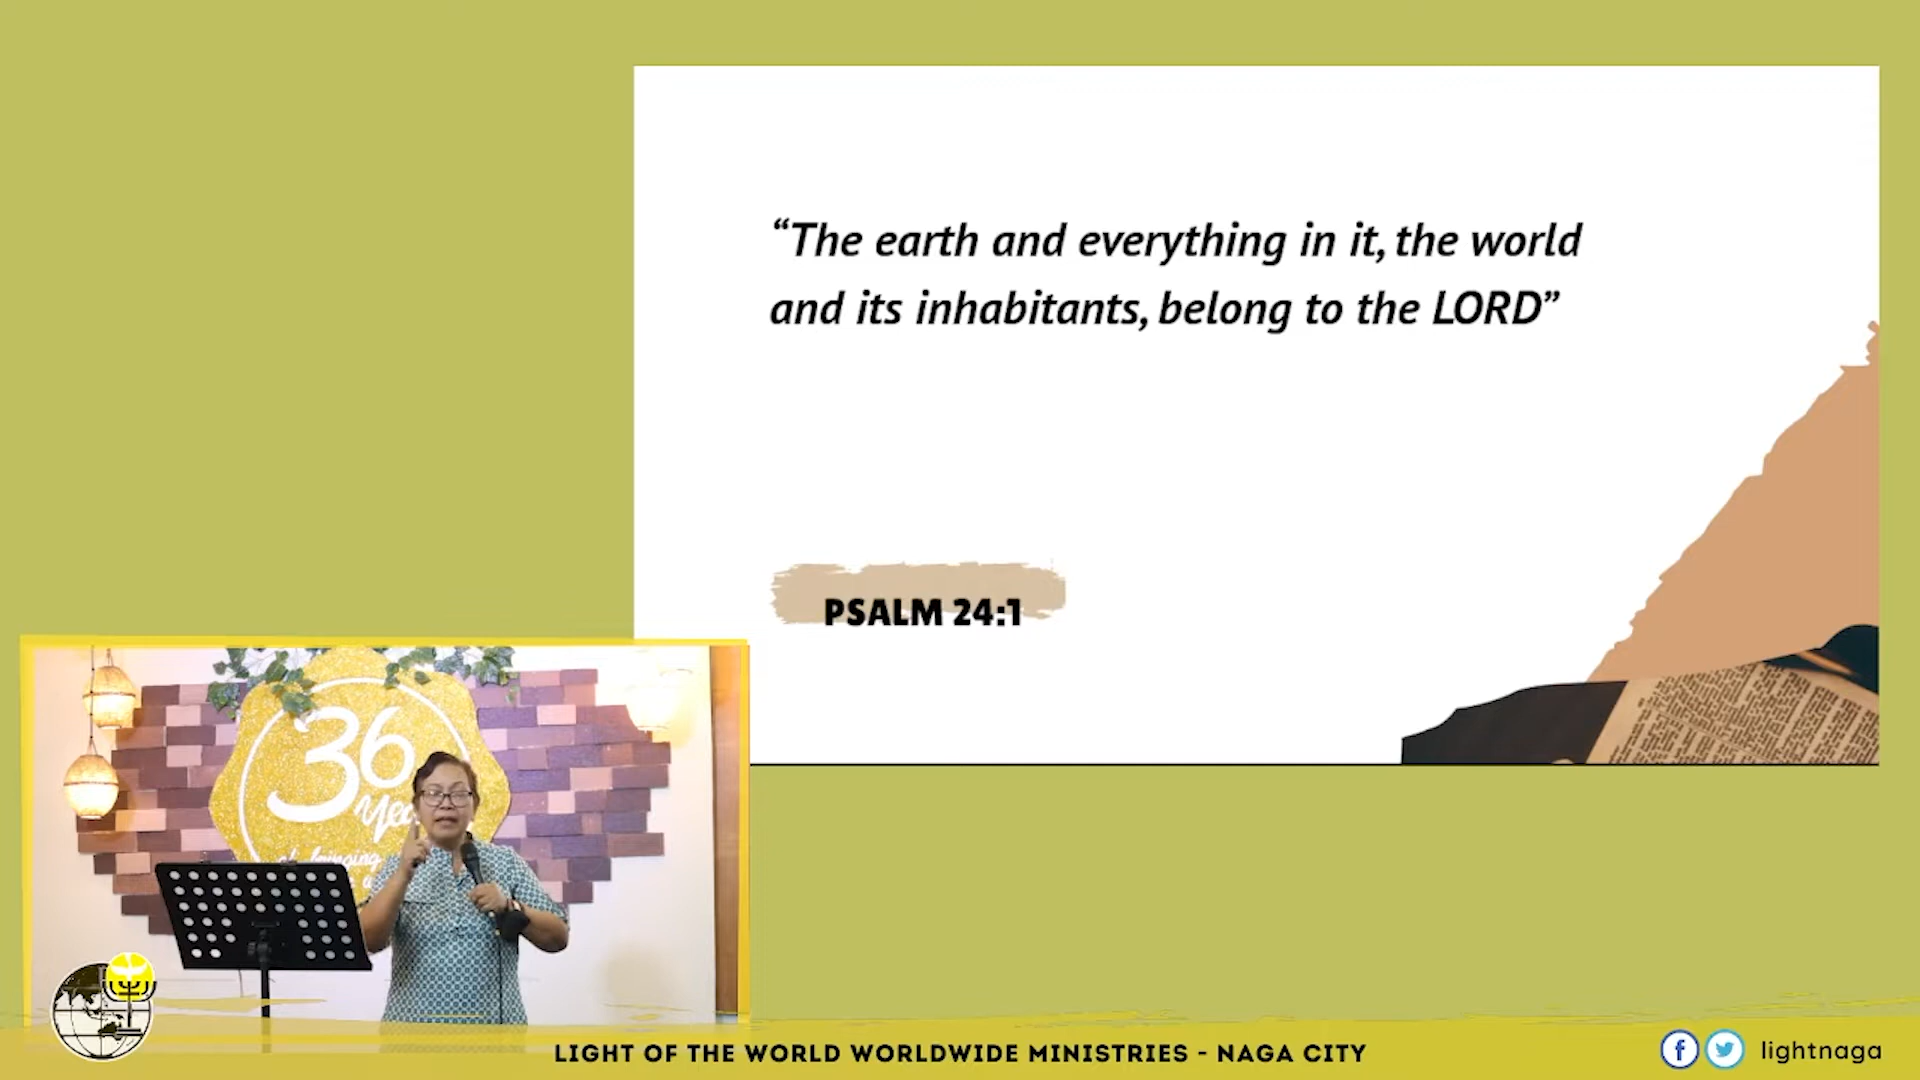 “The earth and everything in it, the world
and its inhabitants, belong to the LORD”
PSALM 24:1
36
LIGHT OF THE WORLD WORLDWIDE MINISTRIES - NAGA CITY
lightnaga